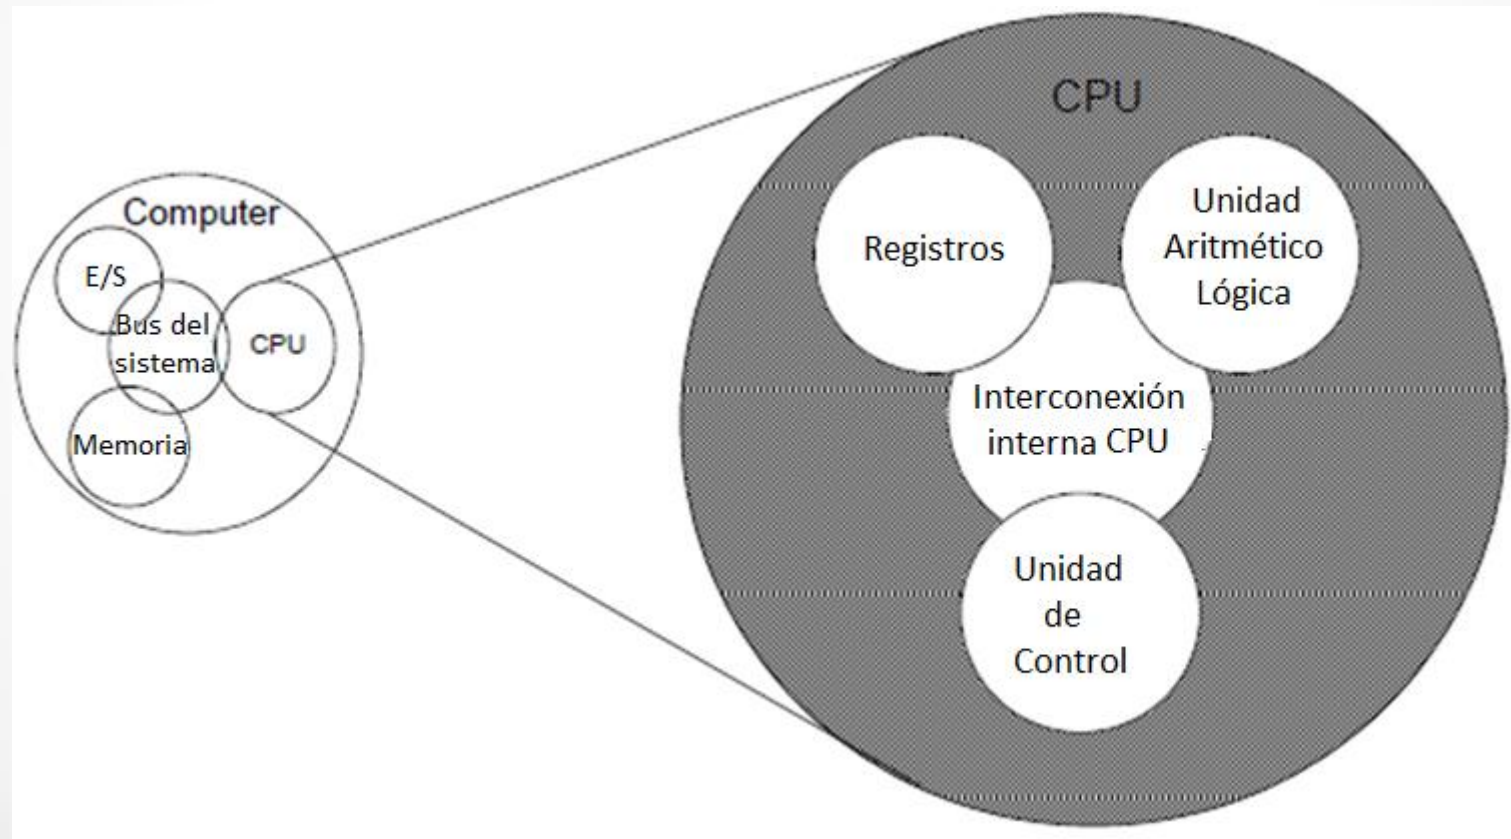 Computer
E/S
Bus del
sistema
CPU
Memoria
CPU
Registros
Unidad
Aritmético
Lógica
Interconexión
interna CPU
Unidad
de
Control